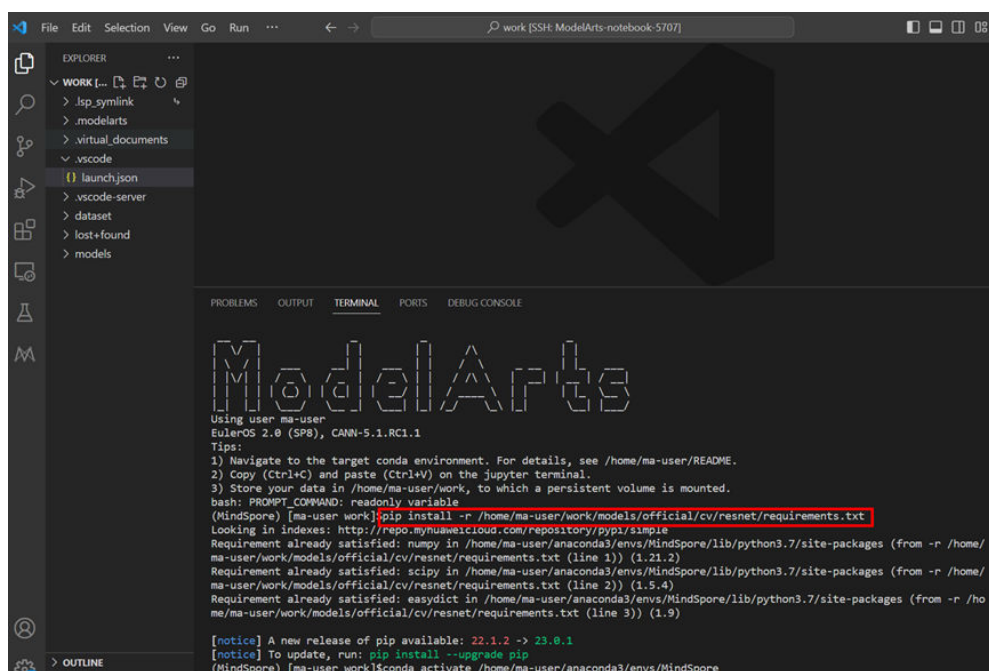 File Edit Selection View Go Run ··· work [SSH: ModelArts-notebook-5707]
EXPLORER ···
WORK [...
.lsp_symlink
.modelarts
.virtual_documents
.vscode
{} launch.json
.vscode-server
dataset
lost+found
models
OUTLINE
PROBLEMS OUTPUT TERMINAL PORTS DEBUG CONSOLE
ModelArts
Using user ma-user
EulerOS 2.0 (SP8), CANN-5.1.RC1.1
Tips:
1) Navigate to the target conda environment. For details, see /home/ma-user/README.
2) Copy (Ctrl+C) and paste (Ctrl+V) on the jupyter terminal.
3) Store your data in /home/ma-user/work, to which a persistent volume is mounted.
bash: PROMPT_COMMAND: readonly variable
(MindSpore) [ma-user work]$pip install -r /home/ma-user/work/models/official/cv/resnet/requirements.txt
Looking in indexes: http://repo.myhuaweicloud.com/repository/pypi/simple
Requirement already satisfied: numpy in /home/ma-user/anaconda3/envs/MindSpore/lib/python3.7/site-packages (from -r /home/
ma-user/work/models/official/cv/resnet/requirements.txt (line 1)) (1.21.2)
Requirement already satisfied: scipy in /home/ma-user/anaconda3/envs/MindSpore/lib/python3.7/site-packages (from -r /home/
ma-user/work/models/official/cv/resnet/requirements.txt (line 2)) (1.5.4)
Requirement already satisfied: easydict in /home/ma-user/anaconda3/envs/MindSpore/lib/python3.7/site-packages (from -r /ho
me/ma-user/work/models/official/cv/resnet/requirements.txt (line 3)) (1.9)
[notice] A new release of pip available: 22.1.2 -> 23.0.1
[notice] To update, run: pip install --upgrade pip
(MindSpore) [ma-user work]$conda activate /home/ma-user/anaconda3/envs/MindSpore